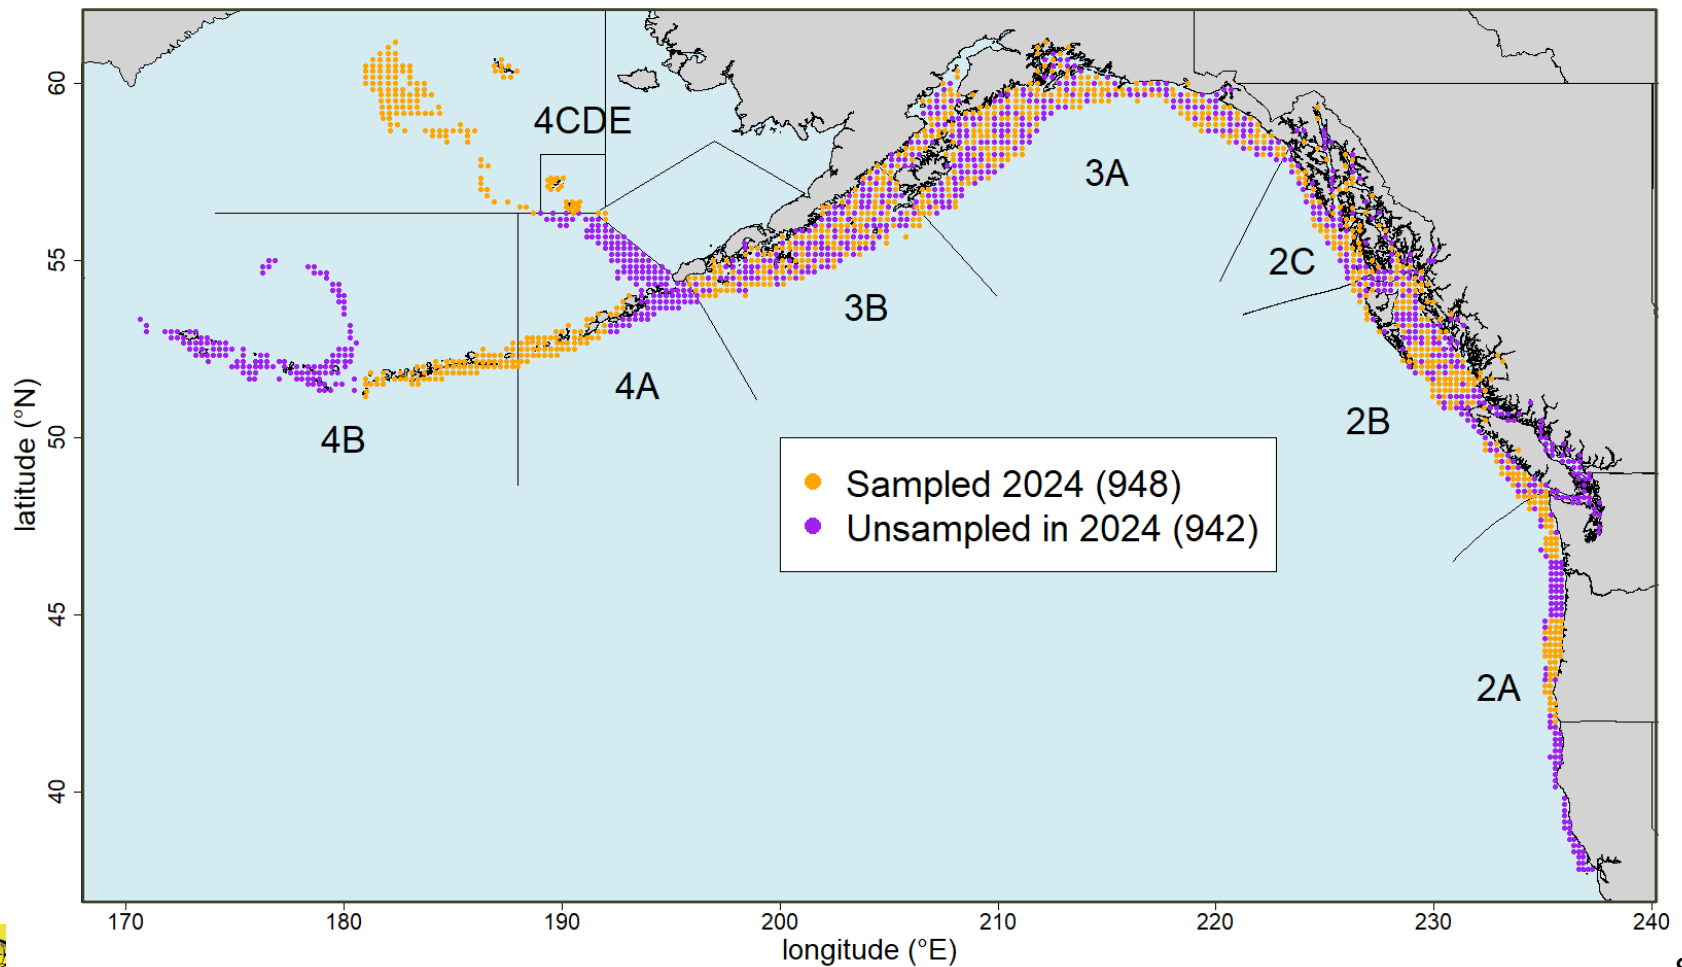 60
55
50
45
40
latitude (°N)
4CDE
3A
2C
3B
4A
2B
4B
Sampled 2024 (948)
Unsampled in 2024 (942)
2A
170
180
190
200
210
220
230
240
longitude (°E)